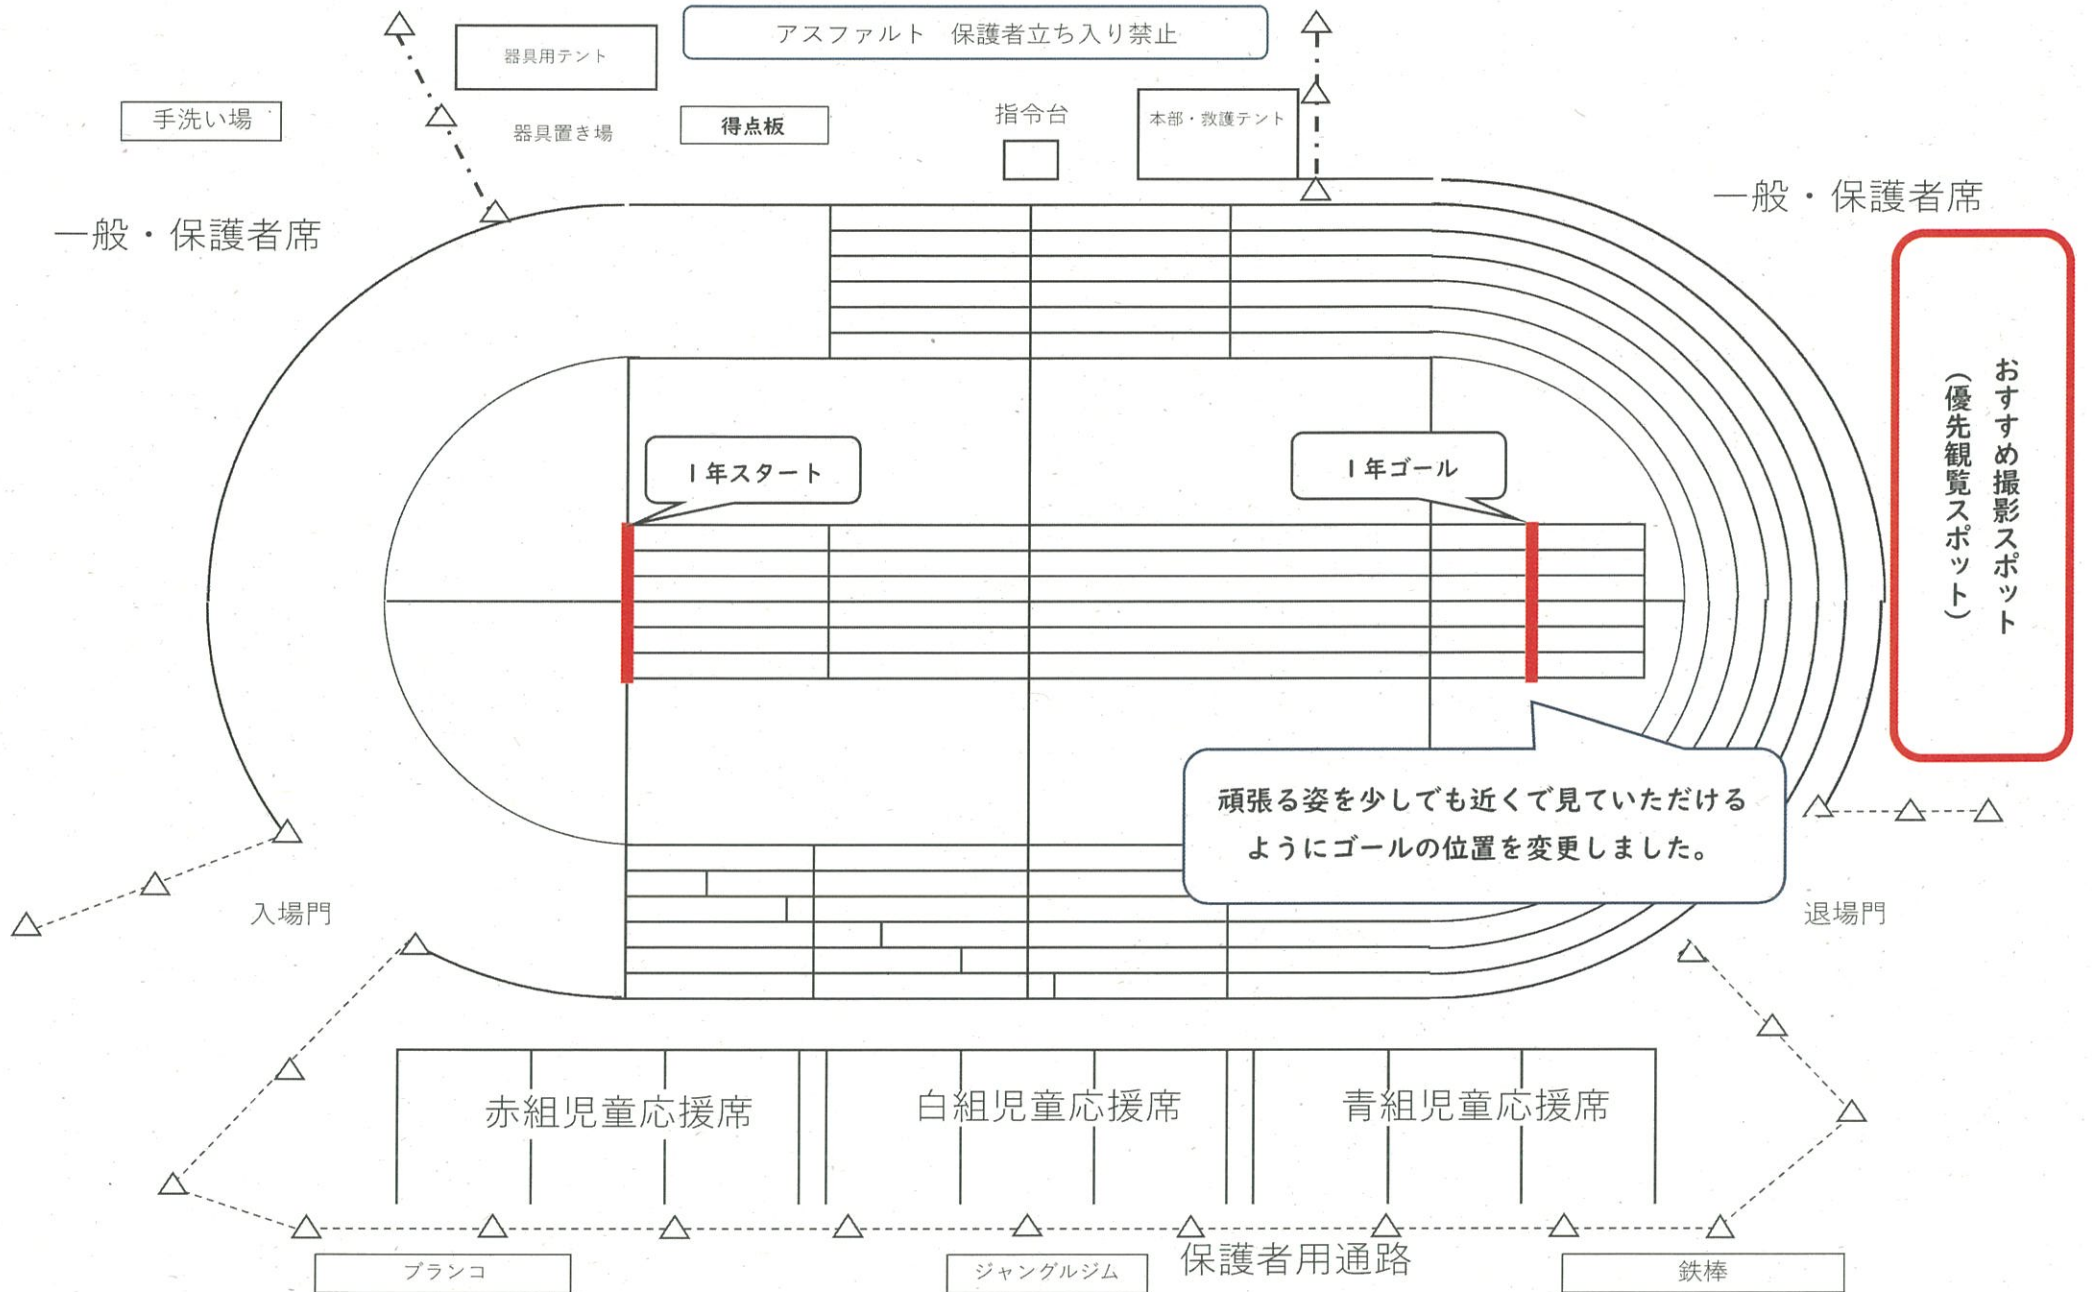 アスファルト　保護者立ち入り禁止
器具用テント
手洗い場
器具置き場
得点板
指令台
本部・救護テント
一般・保護者席
一般・保護者席
おすすめ撮影スポット
（優先観覧スポット）
1年スタート
1年ゴール
頑張る姿を少しでも近くで見ていただける
ようにゴールの位置を変更しました。
入場門
退場門
赤組児童応援席
白組児童応援席
青組児童応援席
保護者用通路
ブランコ
ジャングルジム
鉄棒